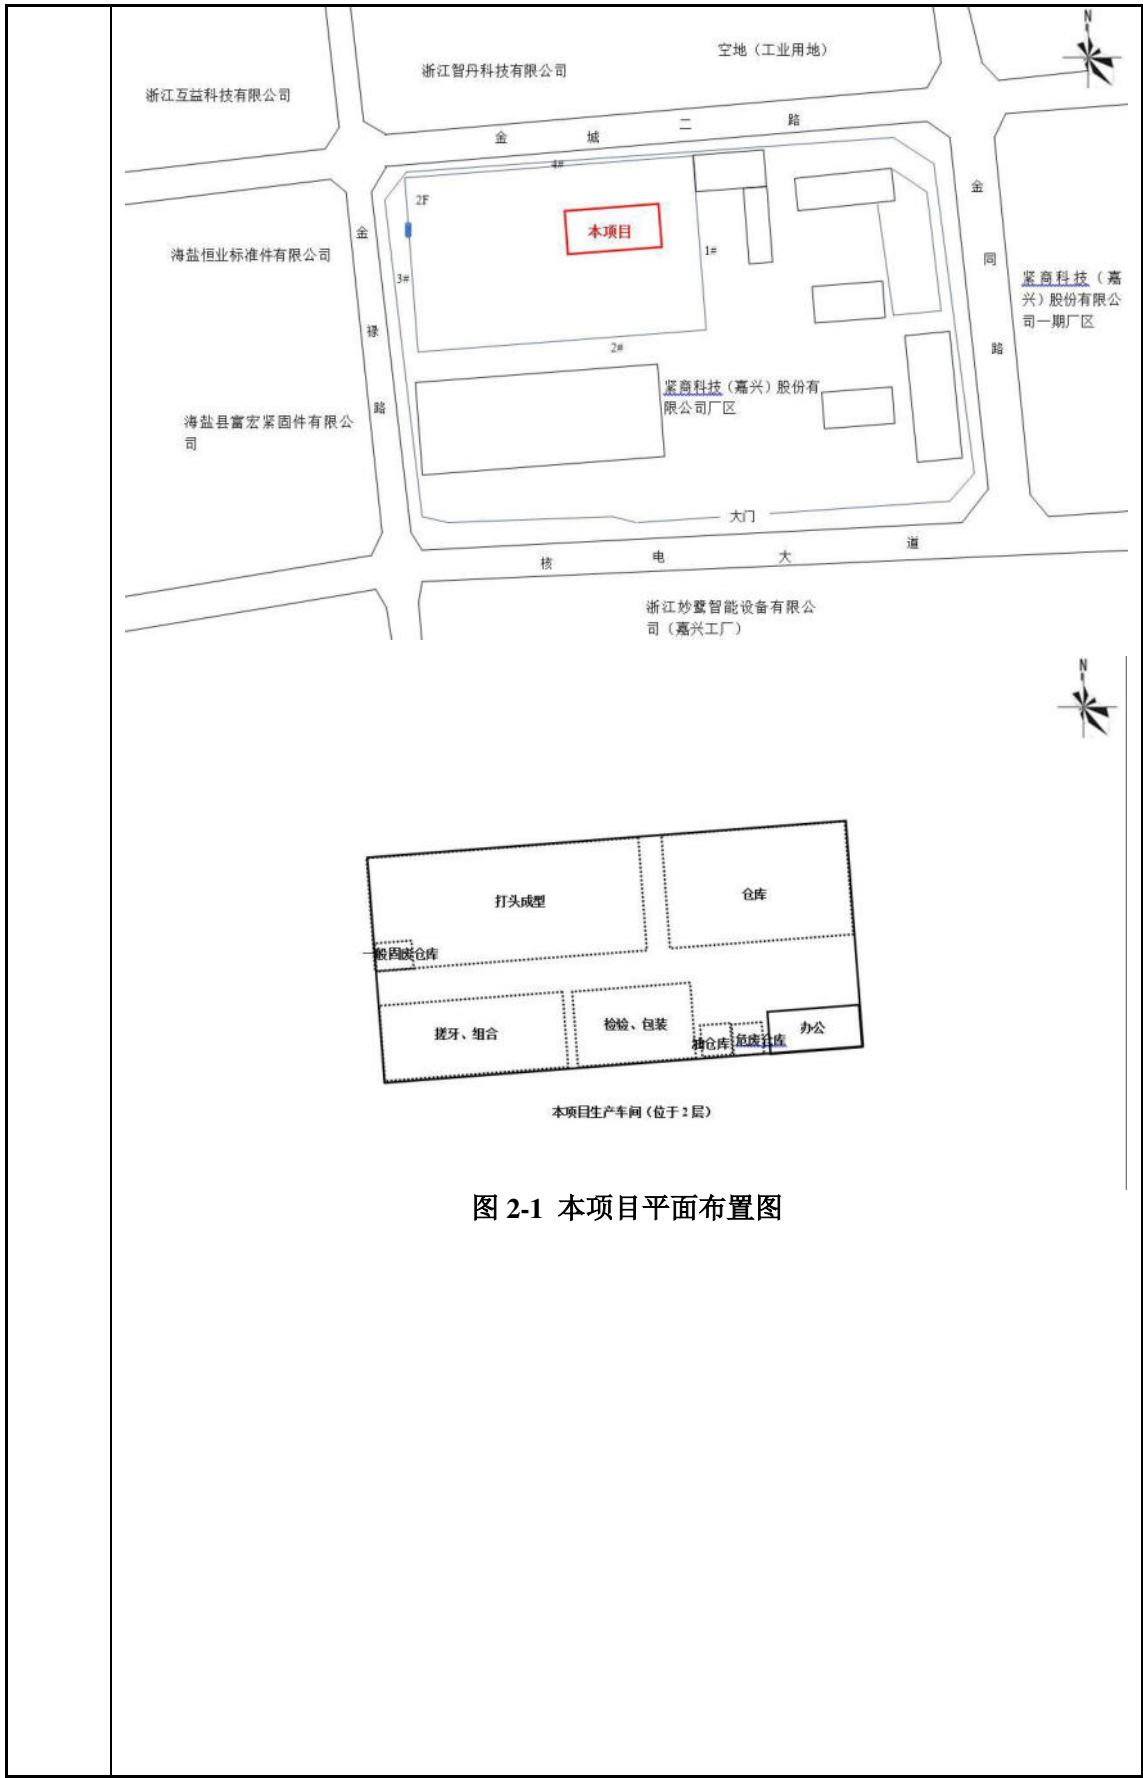 N
空地（工业用地）
浙江智丹科技有限公司
浙江互益科技有限公司
金城二路
4#
2F
本项目
金禄路
金同路
1#
3#
海盐恒业标准件有限公司
紧商科技（嘉
兴）股份有限公
司一期厂区
2#
紧商科技（嘉兴）股份有
限公司厂区
海盐县富宏紧固件有限公
司
大门
核电大道
浙江妙鹭智能设备有限公
司（嘉兴工厂）
N
打头成型
仓库
一般固废仓库
搓牙、组合
检验、包装
油仓库
危废仓库
办公
本项目生产车间（位于 2 层）
图 2-1 本项目平面布置图